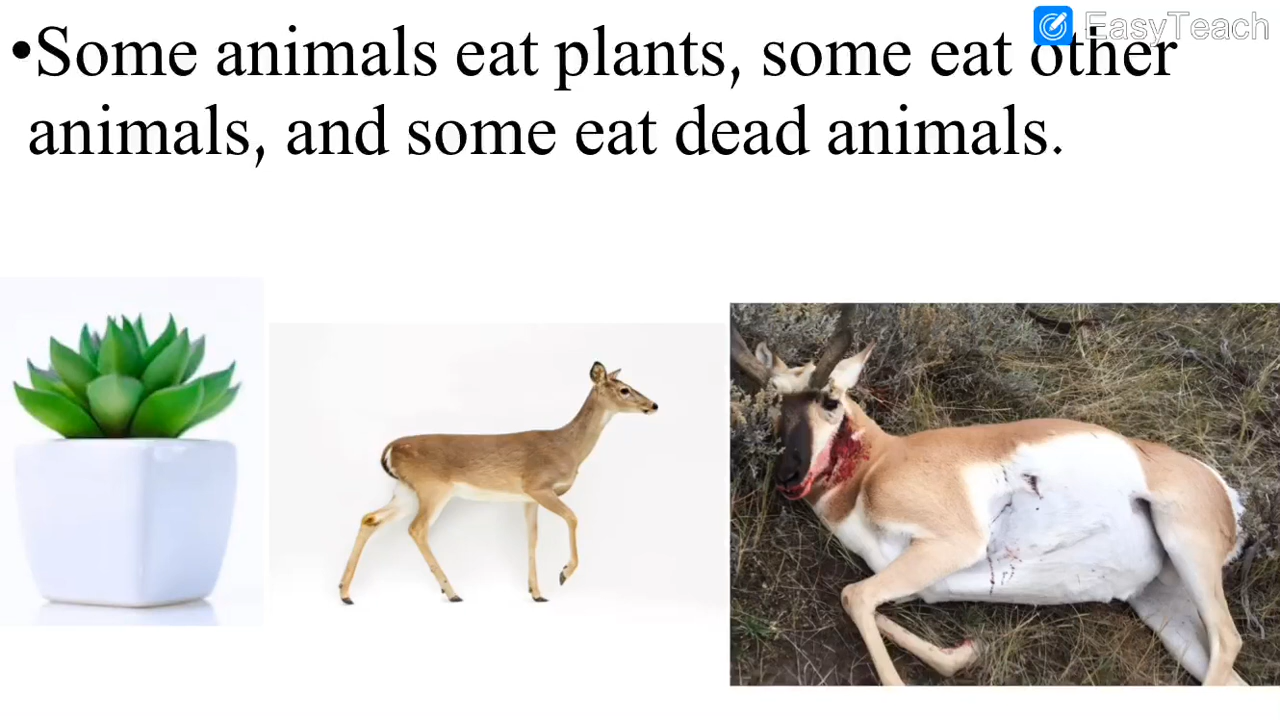 EasyTeach
•Some animals eat plants, some eat other
animals, and some eat dead animals.